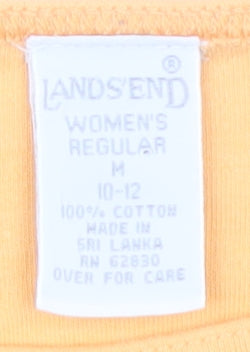 LANDS'END®
WOMEN'S
REGULAR
M
10-12
100% COTTON
MADE IN
SRI LANKA
RN 62830
OVER FOR CARE